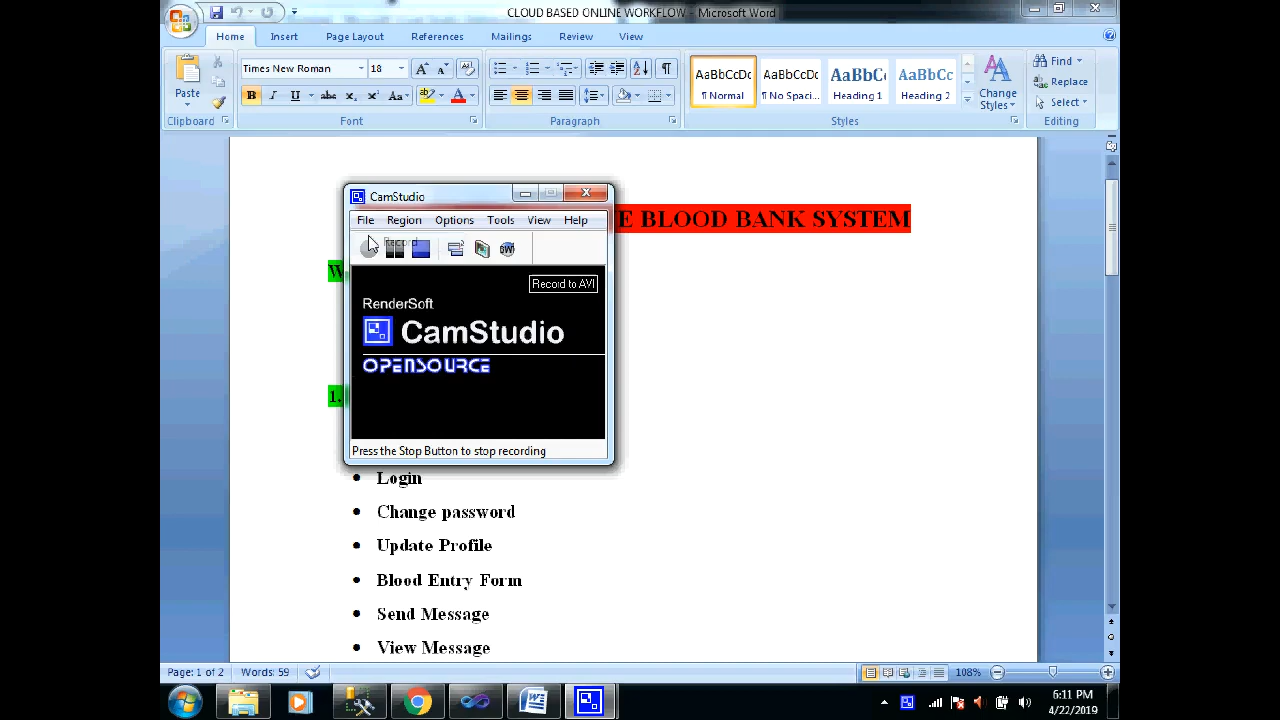 CLOUD BASED ONLINE WORKFLOW - Microsoft Word
Home Insert Page Layout References Mailings Review View
Times New Roman 18
Paste
AaBbCcDc AaBbCcDc AaBbCc AaBbCc
¶ Normal ¶ No Spaci... Heading 1 Heading 2
Change Styles
Find
Replace
Select
Clipboard Font Paragraph Styles Editing
E BLOOD BANK SYSTEM
W
1.
CamStudio
File Region Options Tools View Help
Record
Record to AVI
RenderSoft
CamStudio
OPENSOURCE
Press the Stop Button to stop recording
• Login
• Change password
• Update Profile
• Blood Entry Form
• Send Message
• View Message
Page: 1 of 2 Words: 59 108%
6:11 PM
4/22/2019